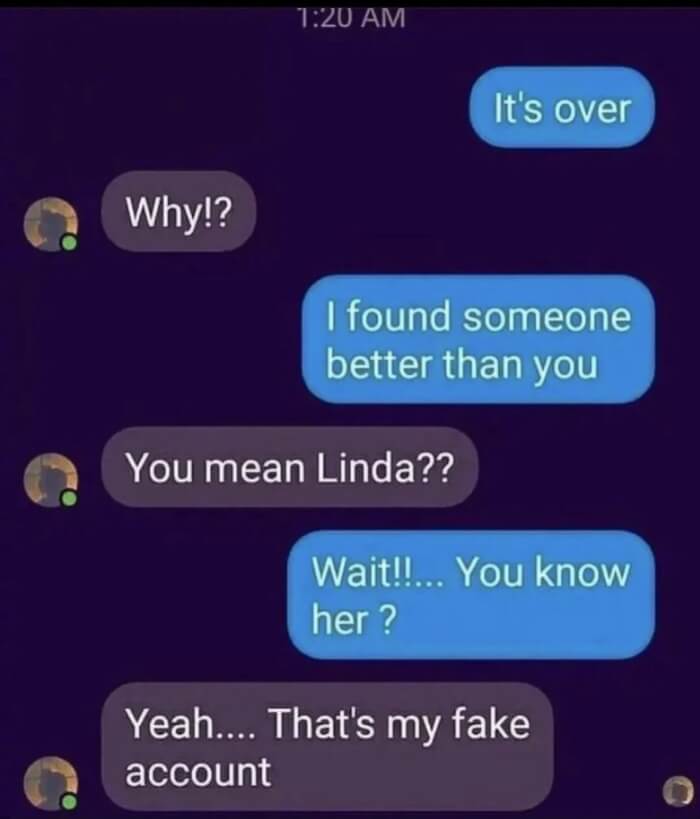 1:20 AM
It's over
Why!?
I found someone
better than you
You mean Linda??
Wait!!... You know
her ?
Yeah.... That's my fake
account